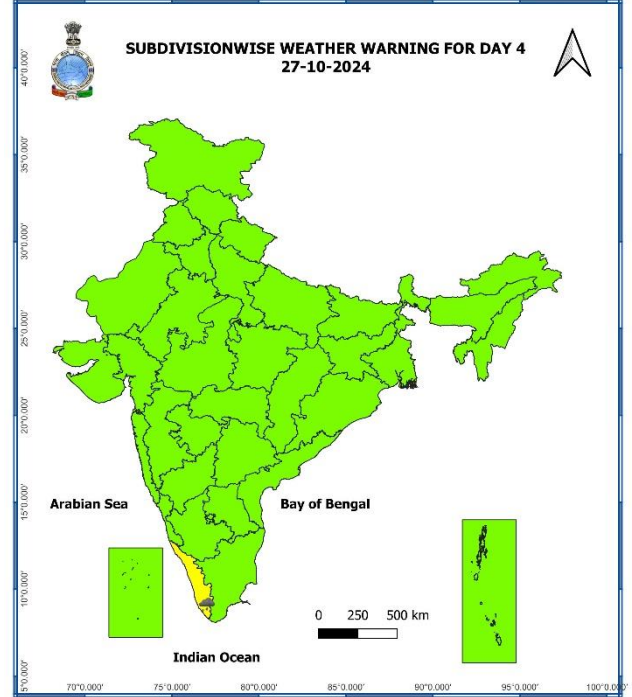 SUBDIVISIONWISE WEATHER WARNING FOR DAY 4
27-10-2024
40°0.000'
35°0.000'
30°0.000'
25°0.000'
20°0.000'
15°0.000'
10°0.000'
5°0.000'
Arabian Sea
Bay of Bengal
0 250 500 km
Indian Ocean
70°0.000' 75°0.000' 80°0.000' 85°0.000' 90°0.000' 95°0.000' 100°0.000'